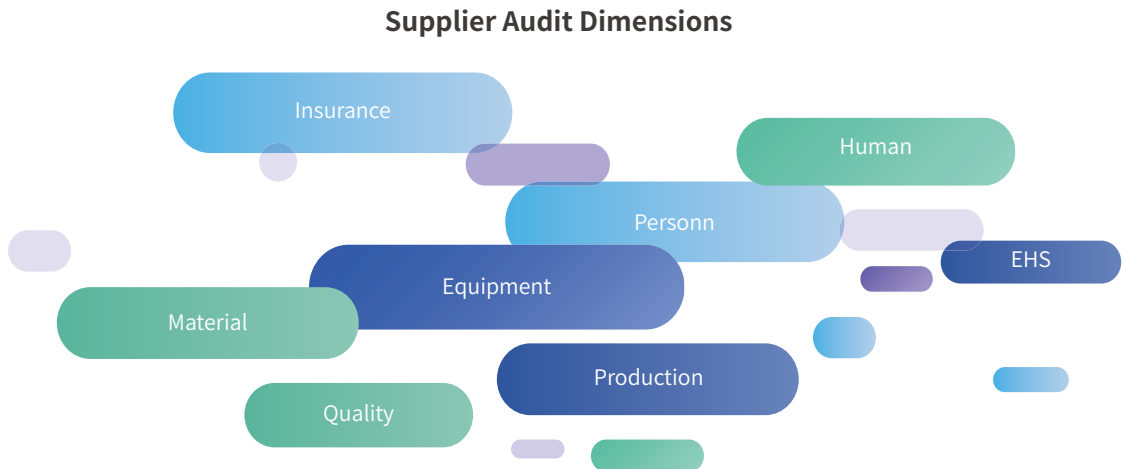 Supplier Audit Dimensions
Insurance
Human
Personn
EHS
Equipment
Material
Production
Quality